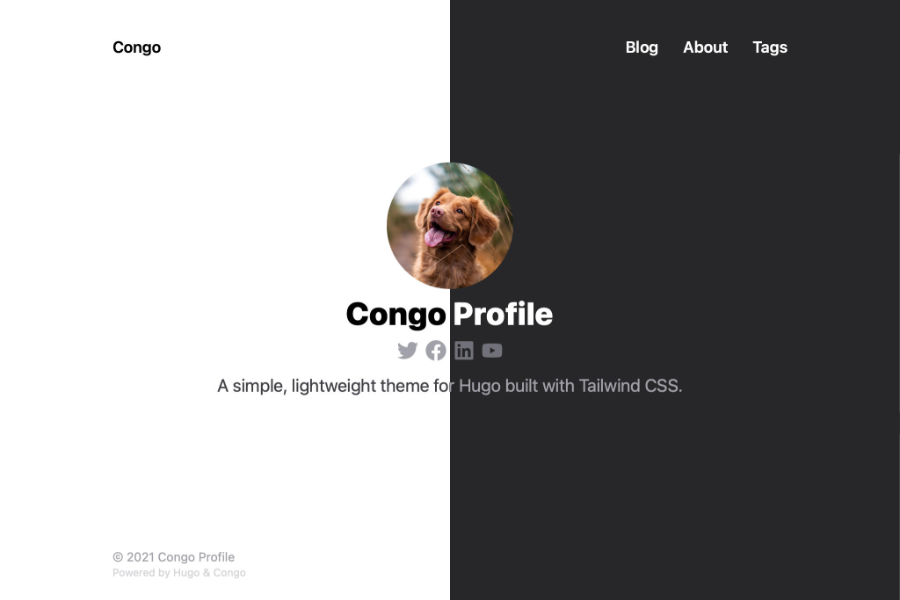 Congo Blog About Tags
Congo Profile
A simple, lightweight theme for Hugo built with Tailwind CSS.
© 2021 Congo Profile
Powered by Hugo & Congo